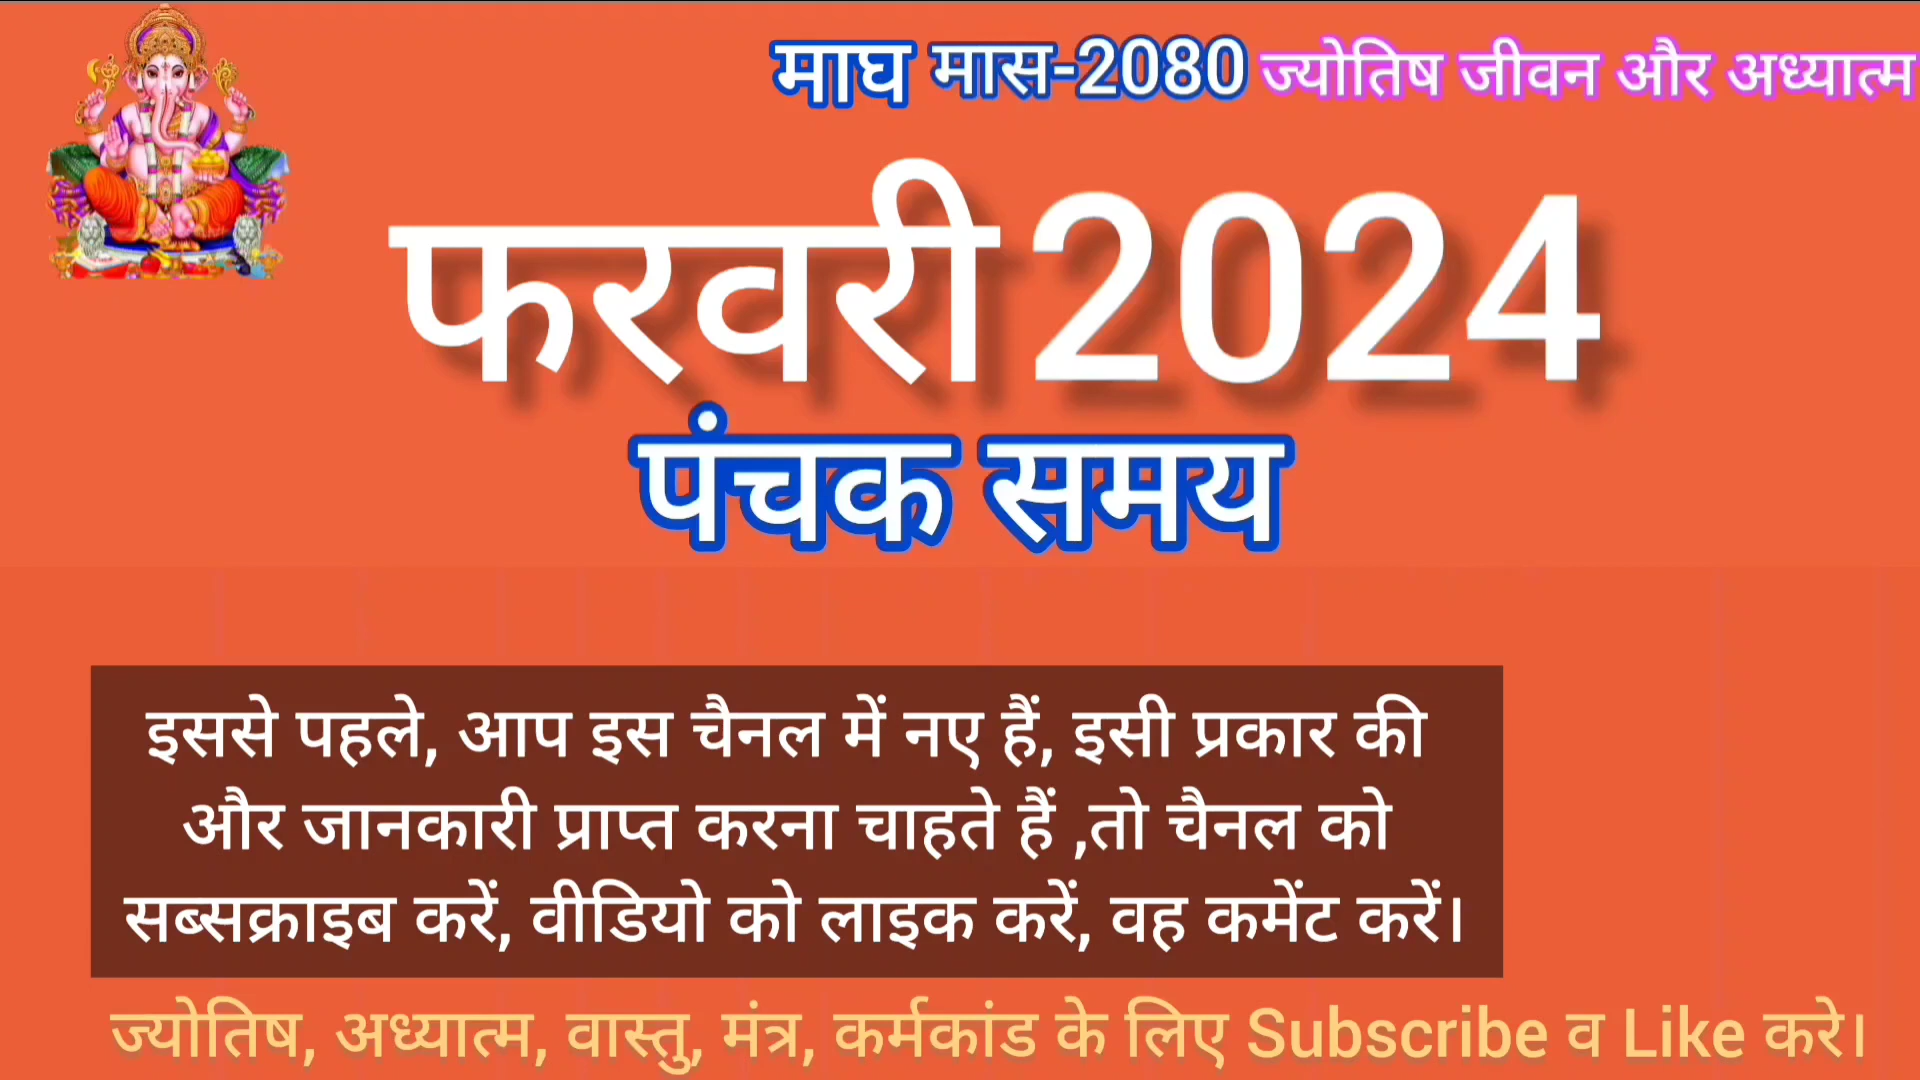 माघ मास-2080 ज्योतिष जीवन और अध्यात्म
फरवरी 2024
पंचक समय
इससे पहले, आप इस चैनल में नए हैं, इसी प्रकार की
और जानकारी प्राप्त करना चाहते हैं ,तो चैनल को
सब्सक्राइब करें, वीडियो को लाइक करें, वह कमेंट करें।
ज्योतिष, अध्यात्म, वास्तु, मंत्र, कर्मकांड के लिए Subscribe व Like करे।